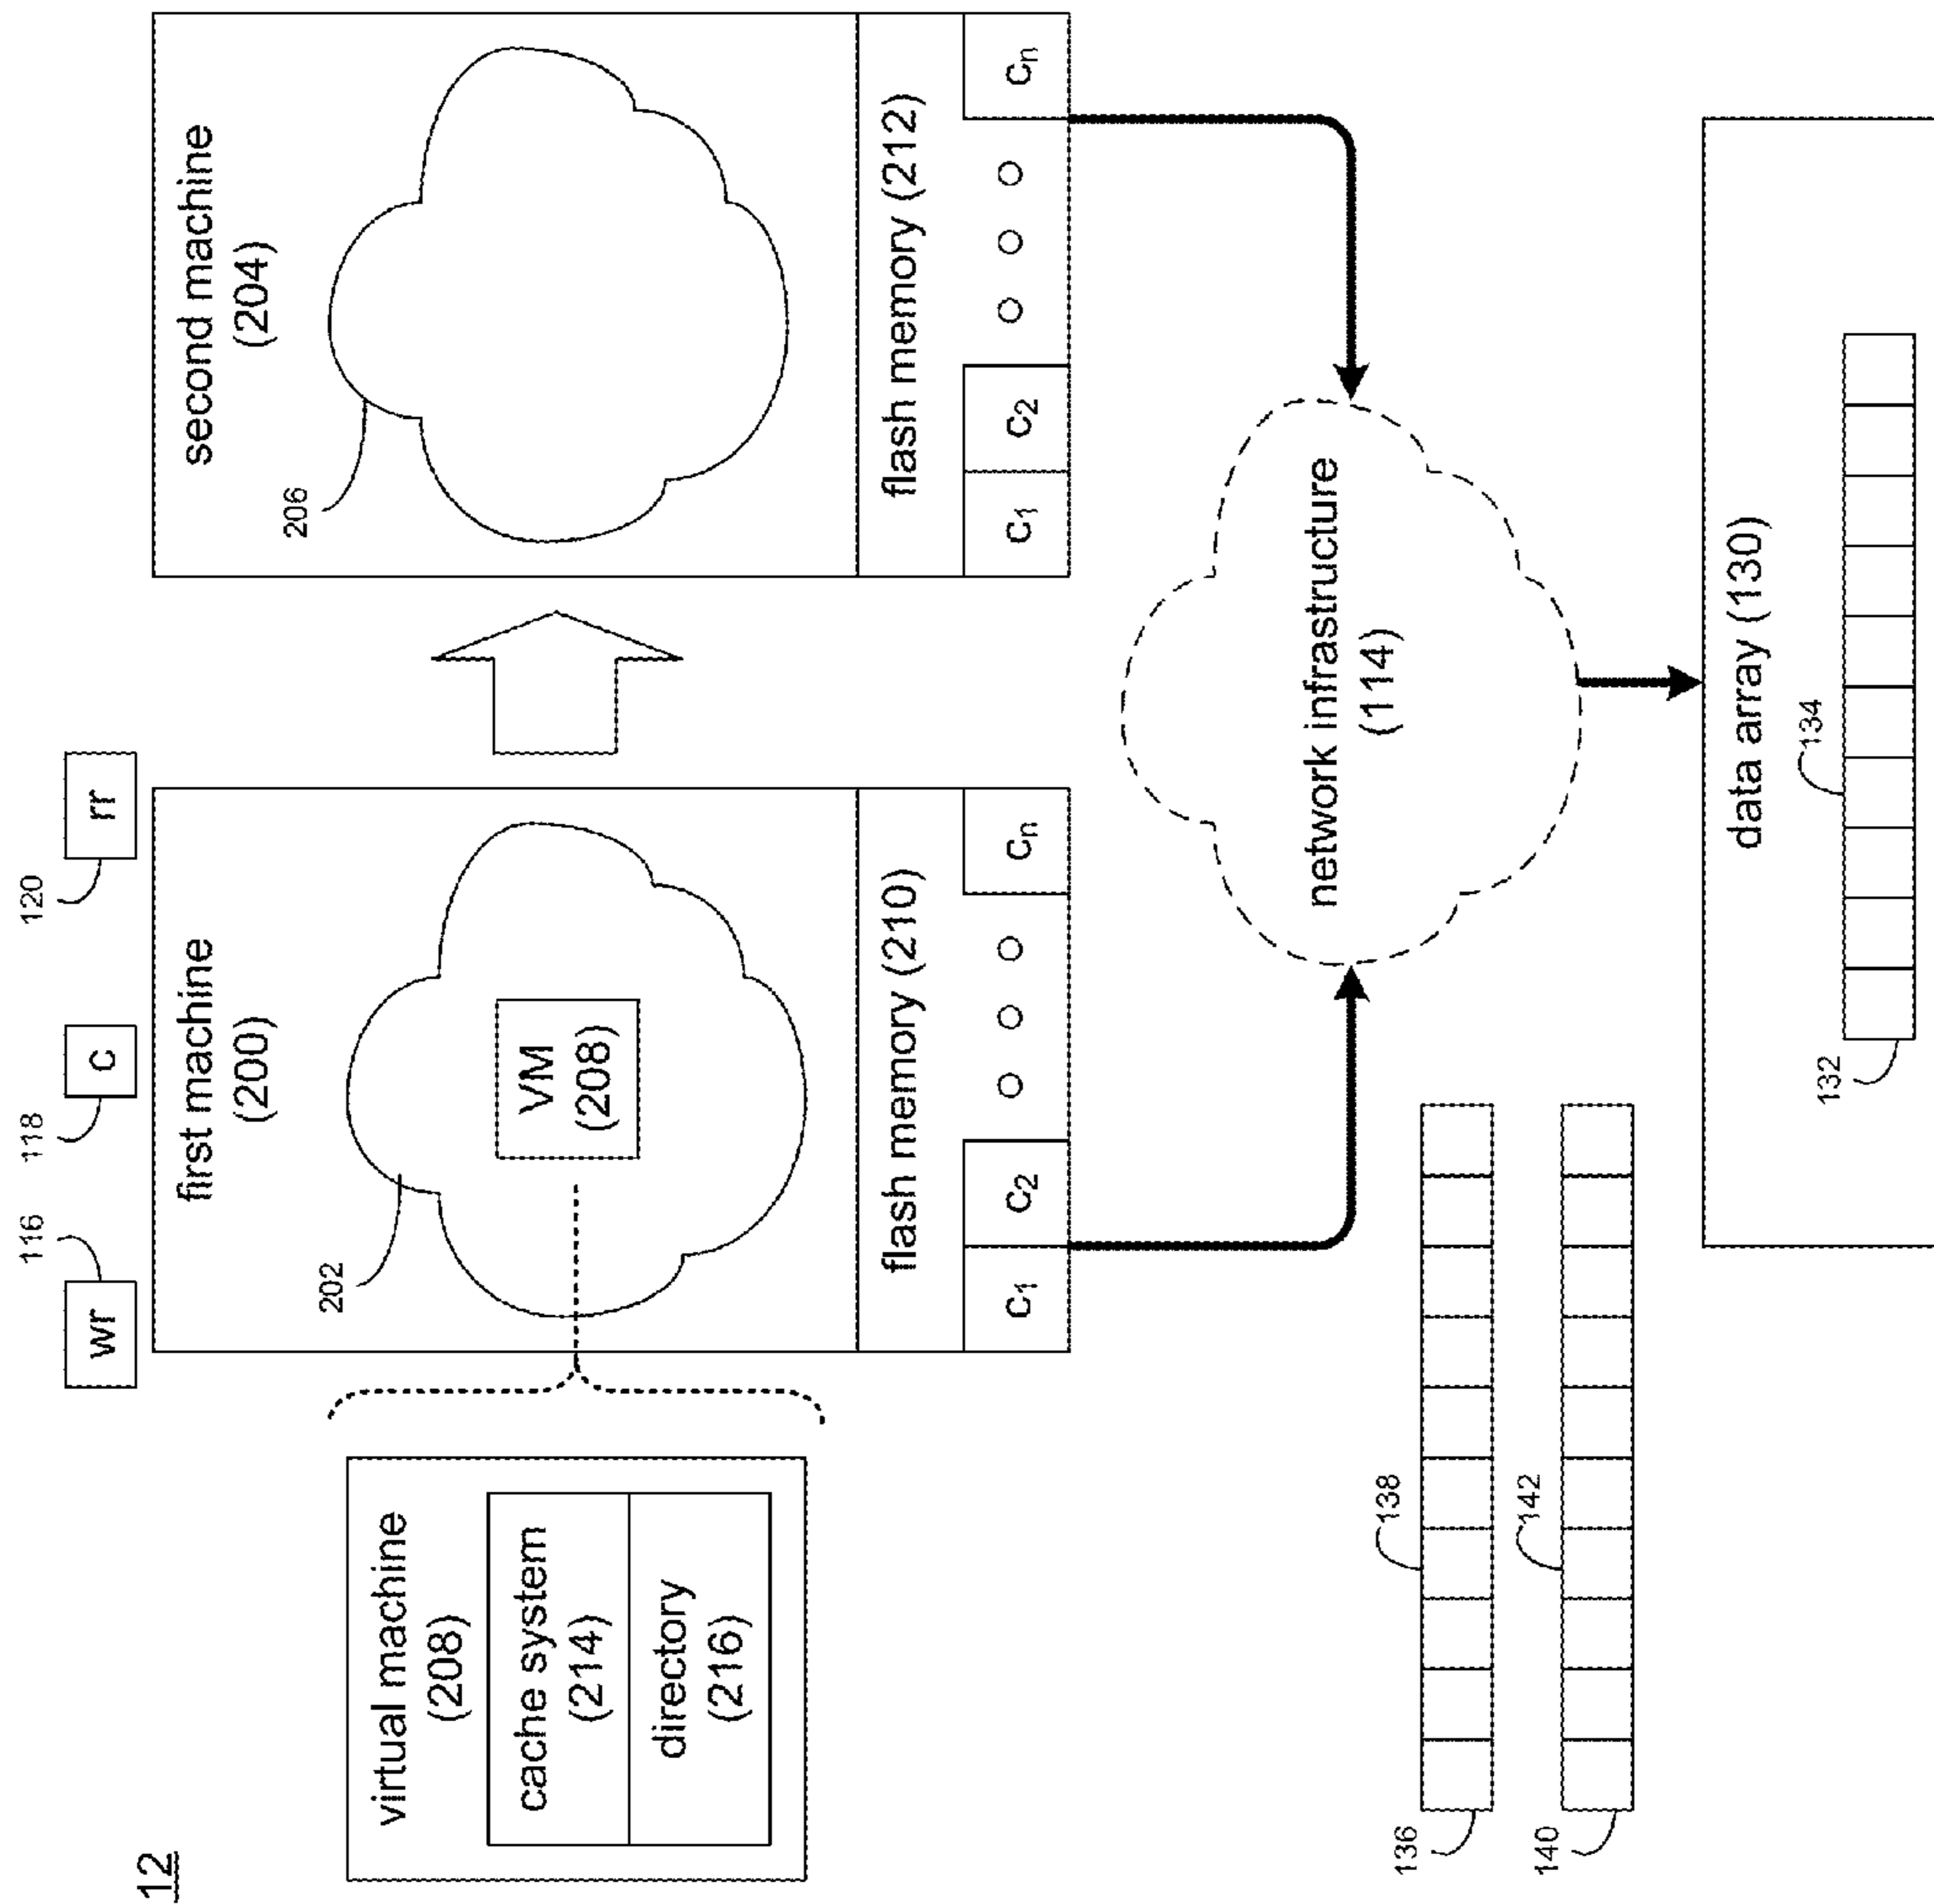 12
116
118
120
wr
c
rr
first machine
(200)
202
VM
(208)
flash memory (210)
c1
c2
cn
second machine
(204)
206
flash memory (212)
c1
c2
cn
virtual machine
(208)
cache system
(214)
directory
(216)
network infrastructure
(114)
136
138
140
142
data array (130)
132
134